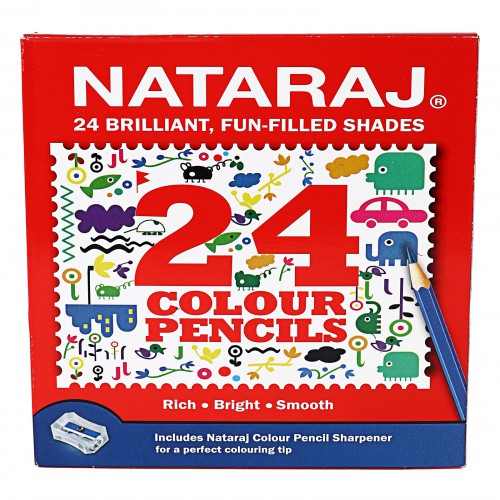 NATARAJ®
24 BRILLIANT, FUN-FILLED SHADES
24
COLOUR
PENCILS
Rich • Bright • Smooth
Includes Nataraj Colour Pencil Sharpener
for a perfect colouring tip